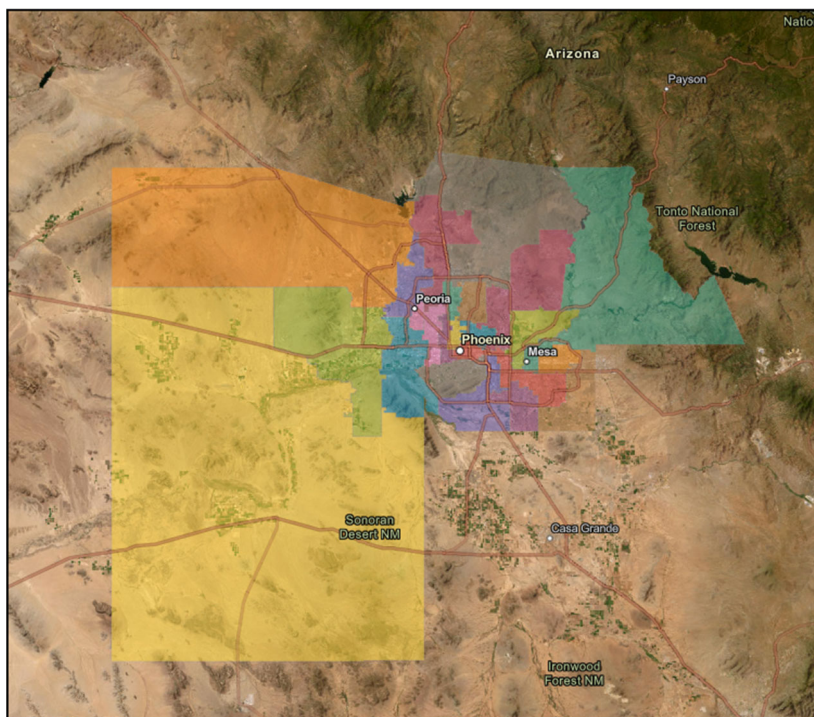 Natio
Arizona
Payson
Tonto National
Forest
Peoria
Phoenix
Mesa
Sonoran
Desert NM
Casa Grande
Ironwood
Forest NM